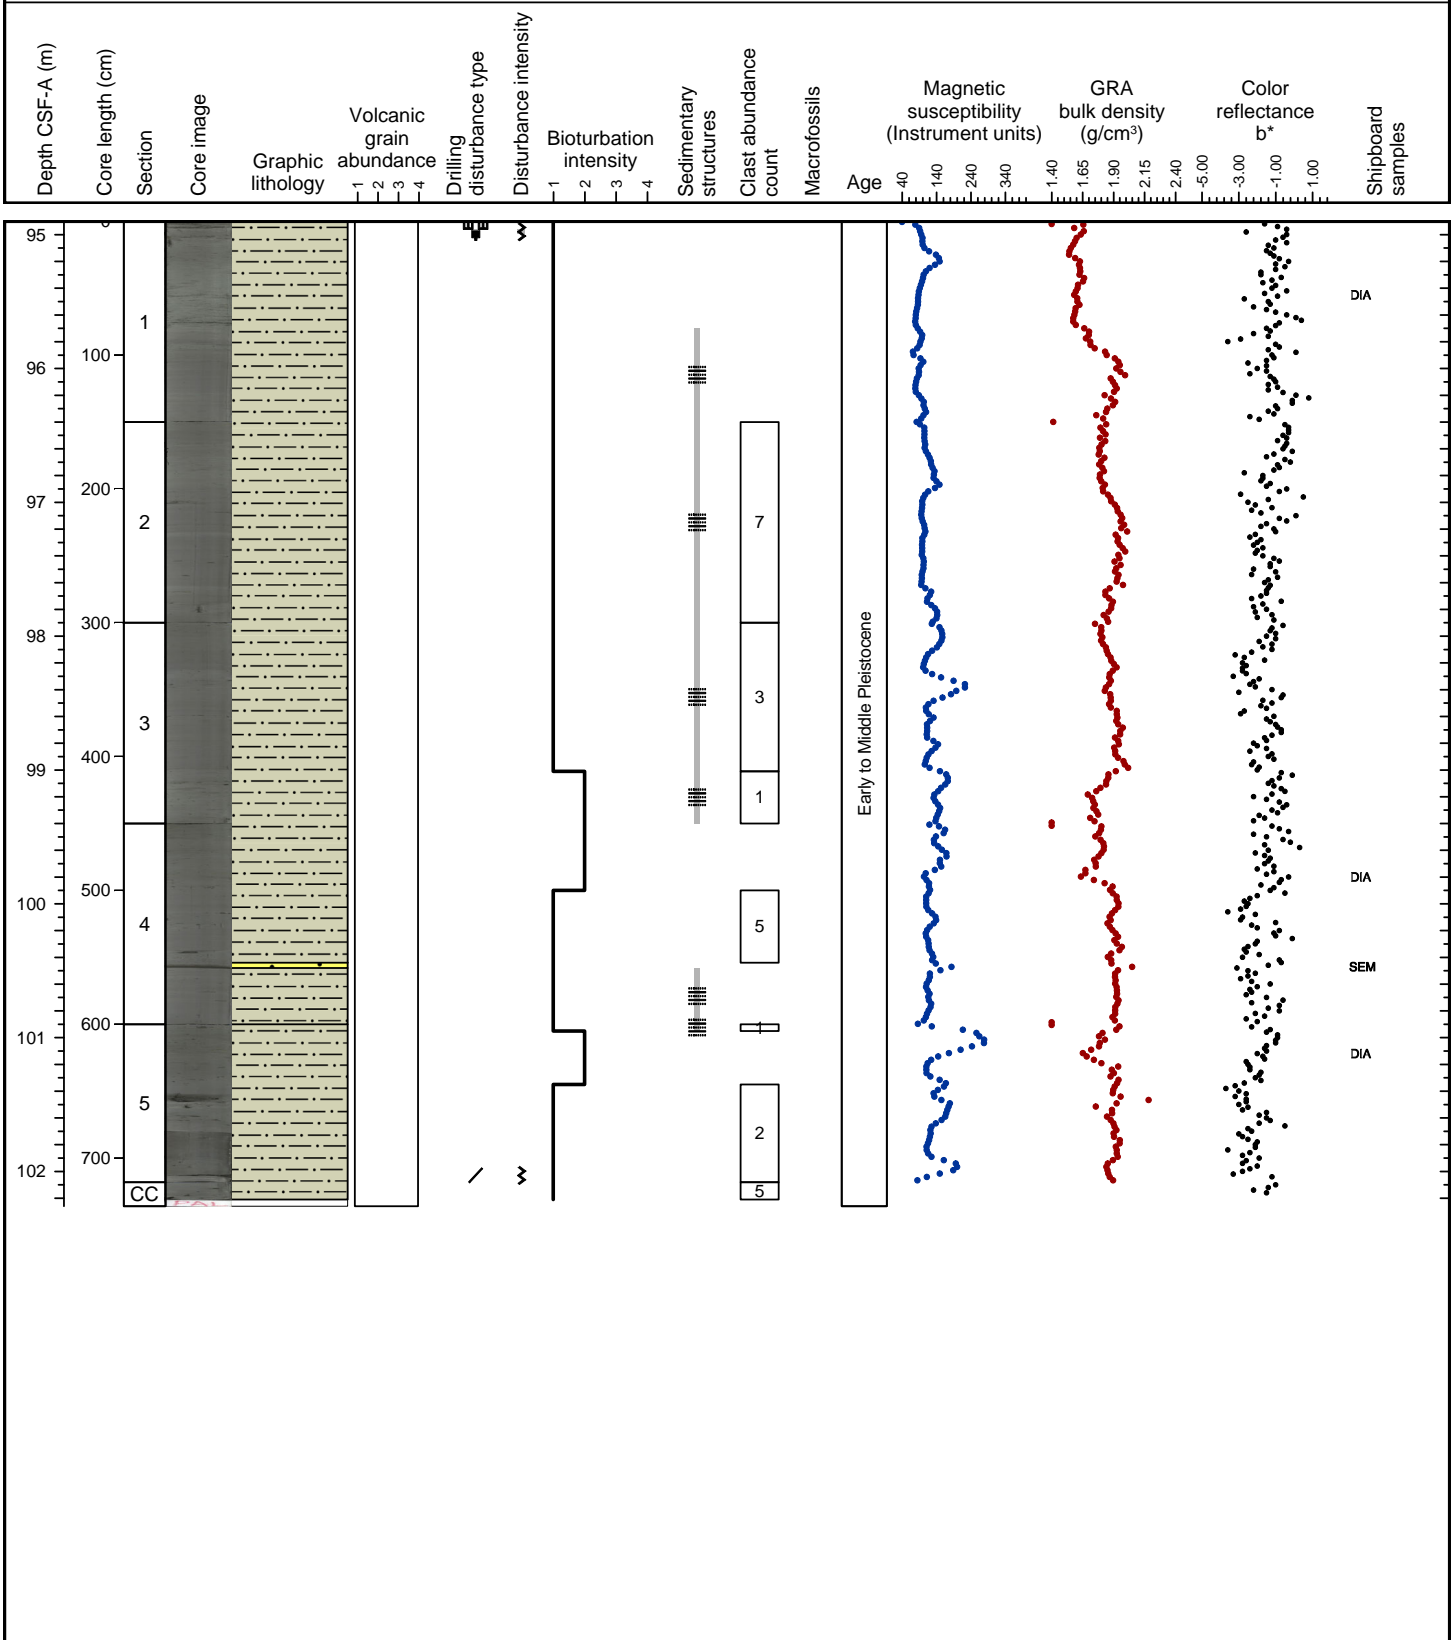 Depth CSF-A (m)
Core length (cm)
Section
Core image
Graphic
lithology
Volcanic
grain
abundance
1 2 3 4
Drilling
disturbance type
Disturbance intensity
Bioturbation
intensity
1 2 3 4
Sedimentary
structures
Clast abundance
count
Macrofossils
Age
Magnetic
susceptibility
(Instrument units)
40 140 240 340
GRA
bulk density
(g/cm³)
1.40 1.65 1.90 2.15 2.40
Color
reflectance
b*
-5.00 -3.00 -1.00 1.00
Shipboard
samples
95
0
DIA
1
100
96
200
97
2
7
300
98
Early to Middle Pleistocene
3
3
400
99
1
500
DIA
100
4
5
SEM
600
1
101
DIA
5
2
700
102
CC
5
PAL